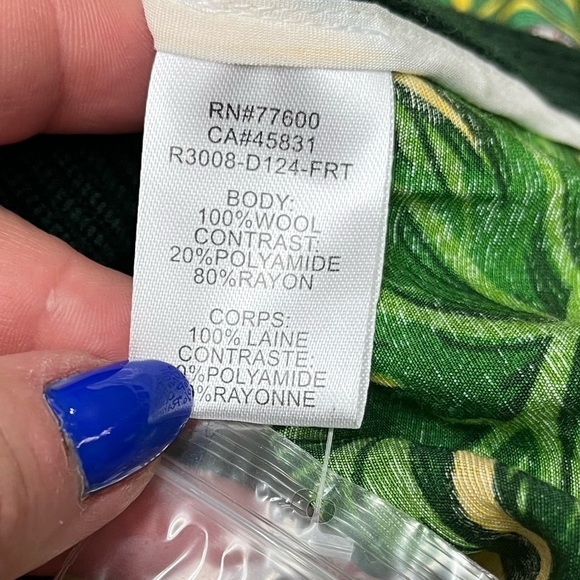 RN#77600
CA#45831
R3008-D124-FRT
BODY:
100%WOOL
CONTRAST:
20%POLYAMIDE
80%RAYON
CORPS:
100% LAINE
CONTRASTE:
0%POLYAMIDE
%RAYONNE